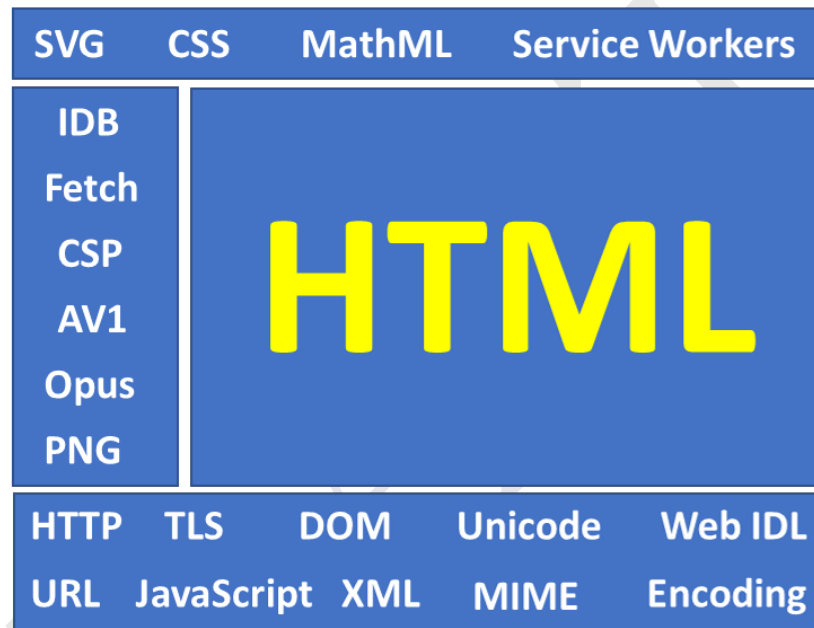 SVG CSS MathML Service Workers
IDB
Fetch
CSP
AV1
Opus
PNG
HTML
HTTP TLS DOM Unicode Web IDL
URL JavaScript XML MIME Encoding